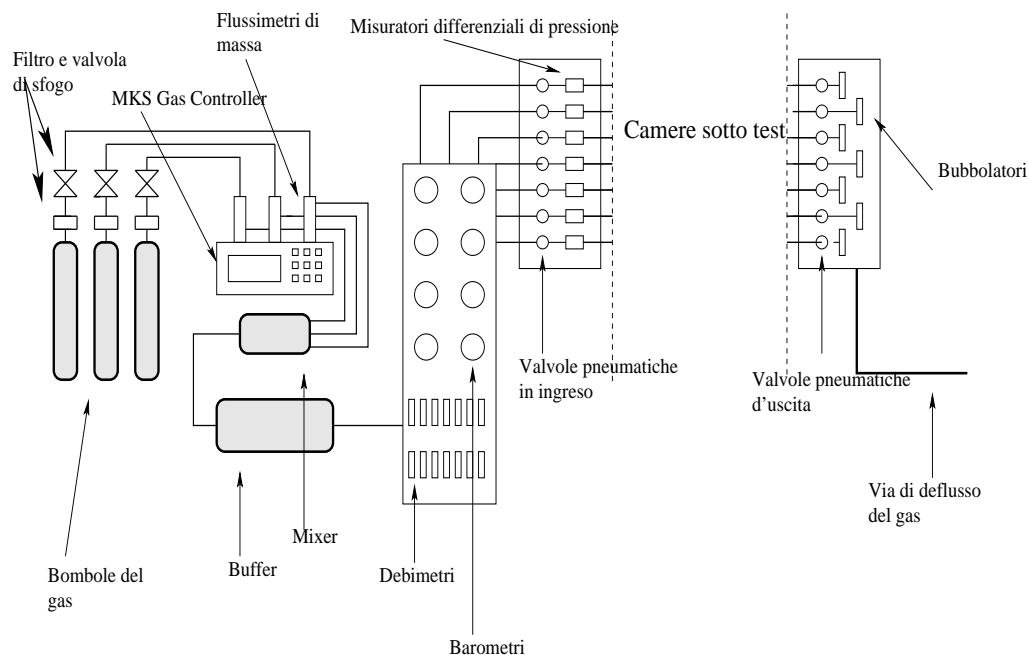 Flussimetri di
massa
Misuratori differenziali di pressione
Filtro e valvola
di sfogo
MKS Gas Controller
Camere sotto test
Bubbolatori
Valvole pneumatiche
in ingreso
Valvole pneumatiche
d'uscita
Via di deflusso
del gas
Mixer
Buffer
Debimetri
Bombole del
gas
Barometri